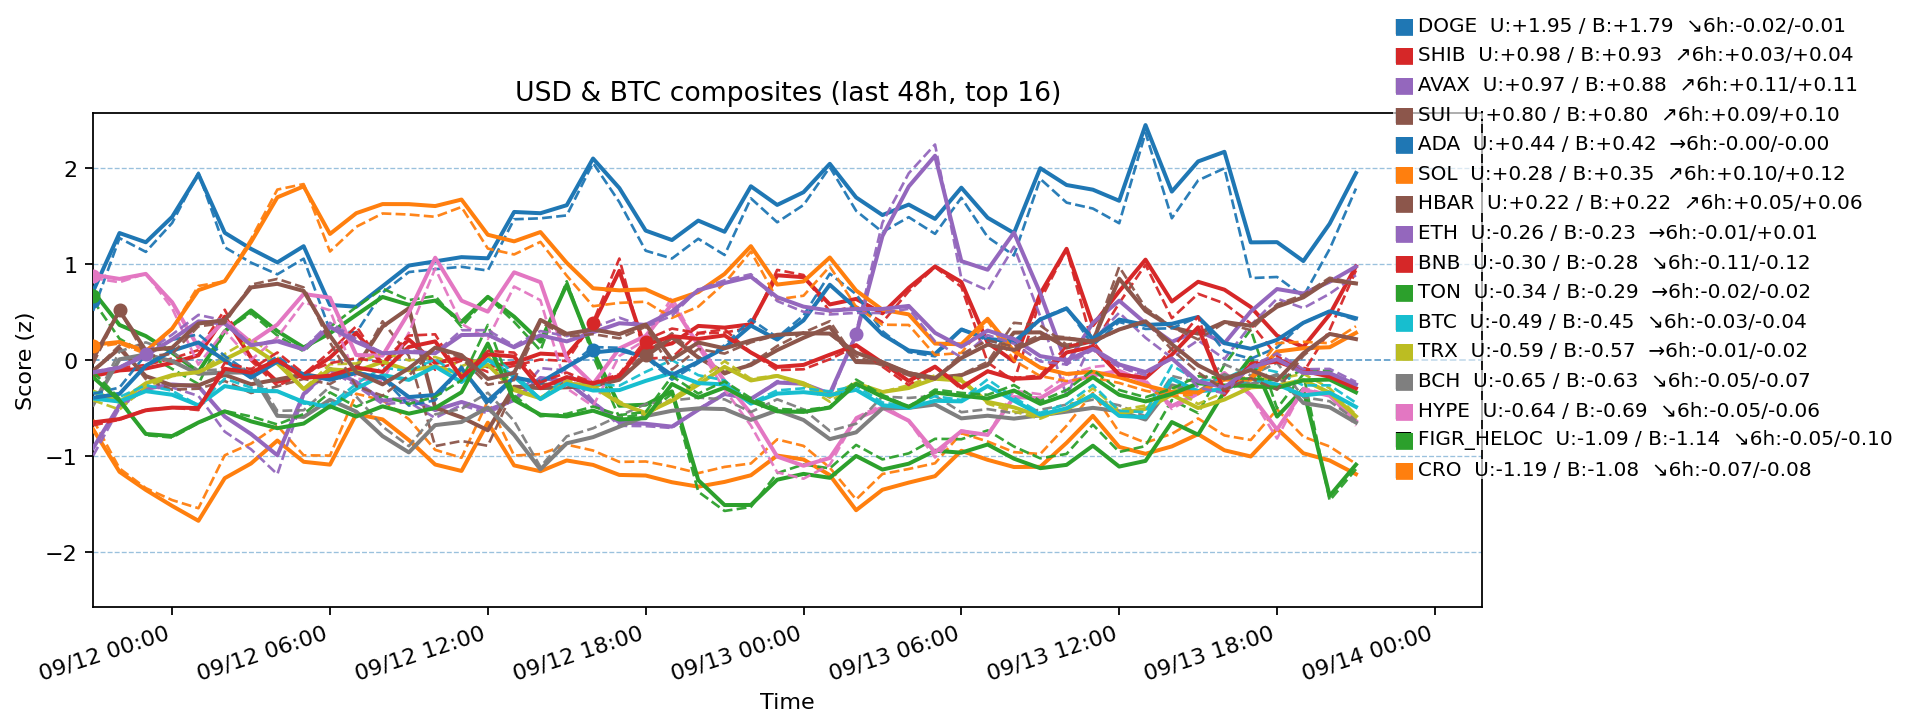 DOGE  U:+1.95 / B:+1.79  ↘6h:-0.02/-0.01
SHIB  U:+0.98 / B:+0.93  ↗6h:+0.03/+0.04
AVAX  U:+0.97 / B:+0.88  ↗6h:+0.11/+0.11
SUI  U:+0.80 / B:+0.80  ↗6h:+0.09/+0.10
ADA  U:+0.44 / B:+0.42  →6h:-0.00/-0.00
SOL  U:+0.28 / B:+0.35  ↗6h:+0.10/+0.12
HBAR  U:+0.22 / B:+0.22  ↗6h:+0.05/+0.06
ETH  U:-0.26 / B:-0.23  →6h:-0.01/+0.01
BNB  U:-0.30 / B:-0.28  ↘6h:-0.11/-0.12
TON  U:-0.34 / B:-0.29  →6h:-0.02/-0.02
BTC  U:-0.49 / B:-0.45  ↘6h:-0.03/-0.04
TRX  U:-0.59 / B:-0.57  →6h:-0.01/-0.02
BCH  U:-0.65 / B:-0.63  ↘6h:-0.05/-0.07
HYPE  U:-0.64 / B:-0.69  ↘6h:-0.05/-0.06
FIGR_HELOC  U:-1.09 / B:-1.14  ↘6h:-0.05/-0.10
CRO  U:-1.19 / B:-1.08  ↘6h:-0.07/-0.08
USD & BTC composites (last 48h, top 16)
Score (z)
2
1
0
−1
−2
09/12 00:00
09/12 06:00
09/12 12:00
09/12 18:00
09/13 00:00
09/13 06:00
09/13 12:00
09/13 18:00
09/14 00:00
Time